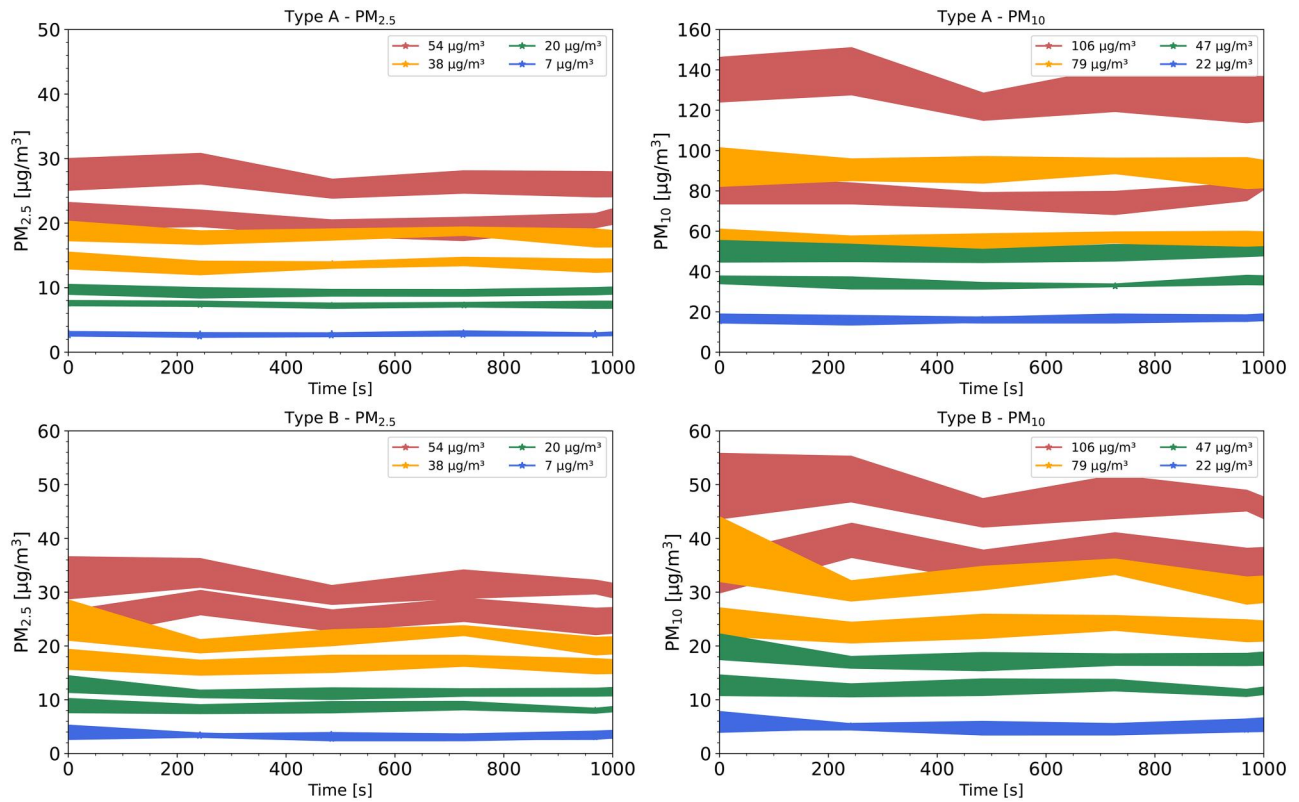 Type A - PM2.5
50
40
30
20
10
0
PM2.5 [µg/m³]
54 µg/m³ 20 µg/m³
38 µg/m³ 7 µg/m³
0 200 400 600 800 1000
Time [s]
Type A - PM10
160
140
120
100
80
60
40
20
0
PM10 [µg/m³]
106 µg/m³ 47 µg/m³
79 µg/m³ 22 µg/m³
0 200 400 600 800 1000
Time [s]
Type B - PM2.5
60
50
40
30
20
10
0
PM2.5 [µg/m³]
54 µg/m³ 20 µg/m³
38 µg/m³ 7 µg/m³
0 200 400 600 800 1000
Time [s]
Type B - PM10
60
50
40
30
20
10
0
PM10 [µg/m³]
106 µg/m³ 47 µg/m³
79 µg/m³ 22 µg/m³
0 200 400 600 800 1000
Time [s]